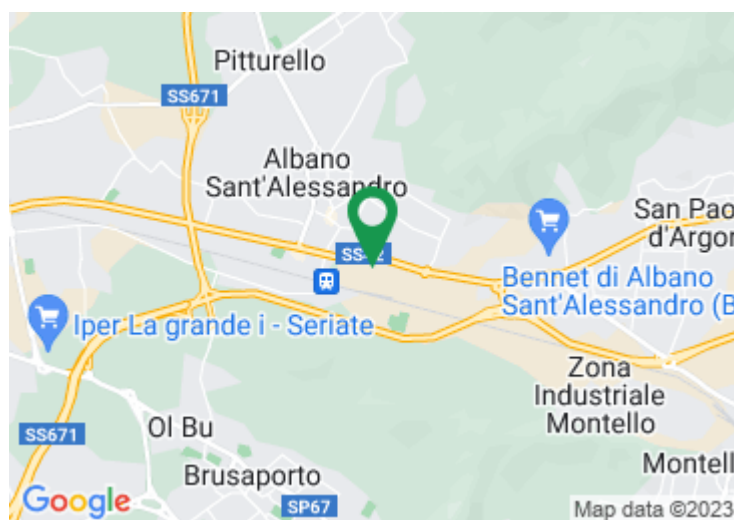 Pitturello
SS671
Albano
Sant'Alessandro
San Pao
d'Argor
Bennet di Albano
Sant'Alessandro (B
Iper La grande i - Seriate
Zona
Industriale
Montello
SS671
Ol Bu
Brusaporto
Montell
SP67
Google
Map data ©2023